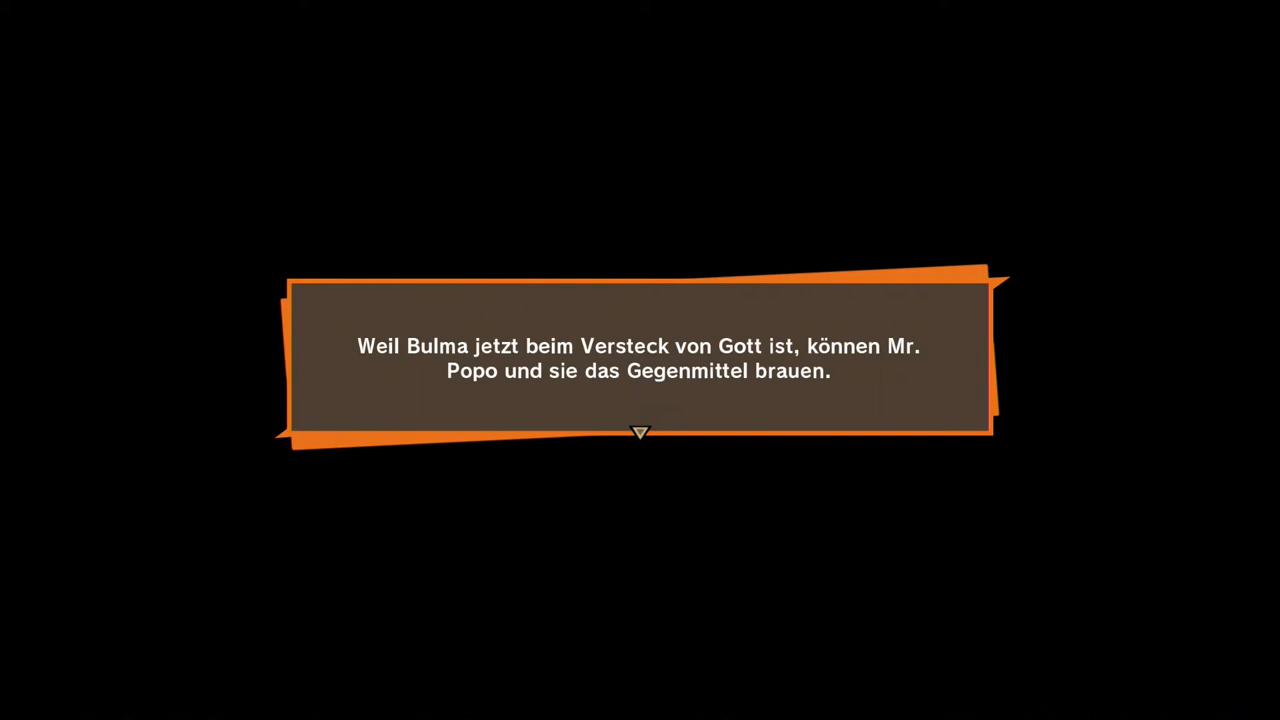 Weil Bulma jetzt beim Versteck von Gott ist, können Mr.
Popo und sie das Gegenmittel brauen.